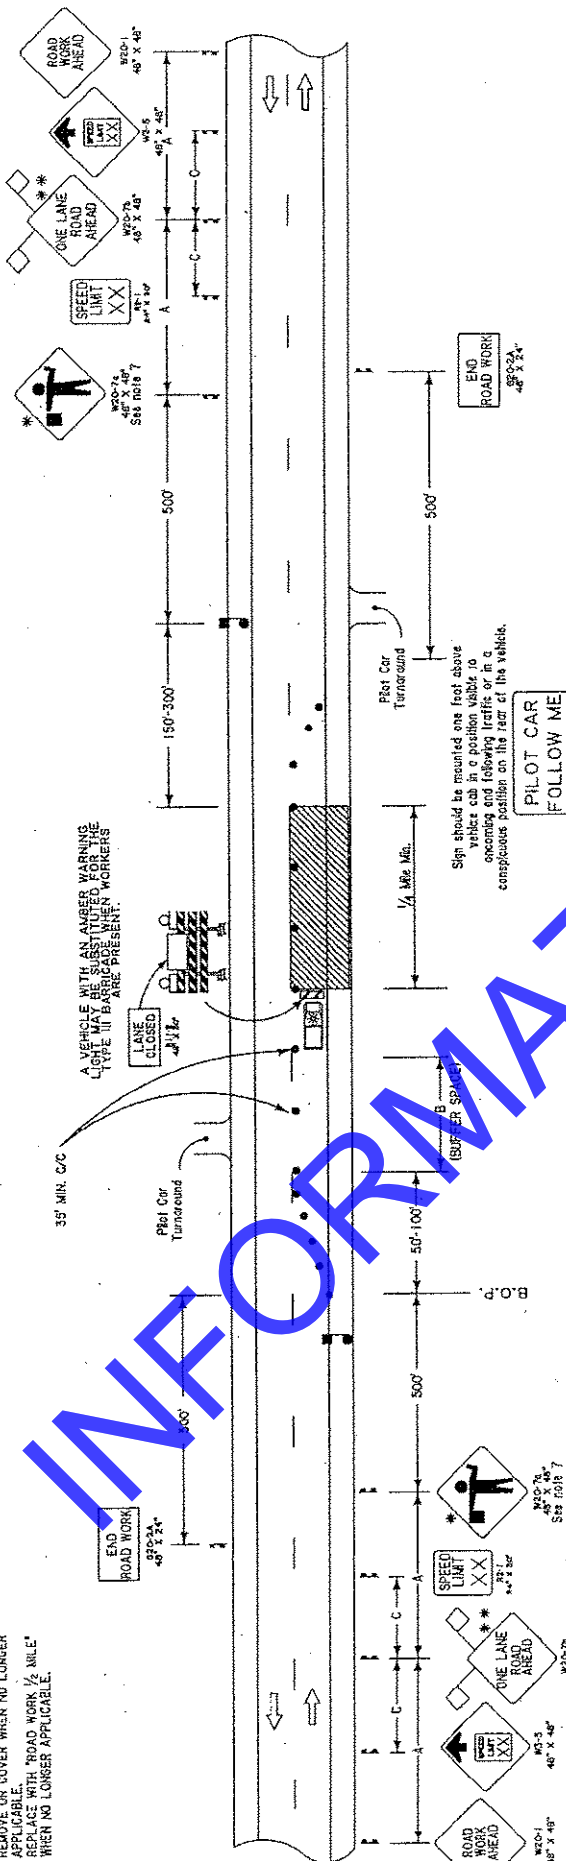 REMOVE OR COVER WHEN NO LONGER
APPLICABLE.
REPLACE WITH "ROAD WORK 1/2 MILE"
WHEN NO LONGER APPLICABLE.
END
ROAD WORK
G20-2A
48" X 24"
500'
35' MIN. C/C
Pilot Car
Turnaround
A VEHICLE WITH AN AMBER WARNING
LIGHT MAY BE SUBSTITUTED FOR THE
TYPE III BARRICADE WHEN WORKERS
ARE PRESENT.
LANE
CLOSED
150'-300'
500'
*
W20-7a
48" X 48"
See note 7
SPEED
LIMIT
XX
R2-1
A
**
ONE LANE
ROAD
AHEAD
W20-7b
48" X 48"
C
C
SPEED
LIMIT
XX
48" X 48"
A
ROAD
WORK
AHEAD
W20-1
48" X 48"
ROAD
WORK
AHEAD
W20-1
48" X 48"
A
SPEED
LIMIT
XX
W3-5
48" X 48"
C
C
**
ONE LANE
ROAD
AHEAD
W20-7b
SPEED
LIMIT
XX
R2-1
A
*
W20-7a
48" X 48"
See note 7
500'
B.O.P.
50'-100'
B
(BUFFER SPACE)
1/4 Mile Min.
Pilot Car
Turnaround
500'
END
ROAD WORK
G20-2A
48" X 24"
Sign should be mounted one foot above
vehicle cab in a position visible to
oncoming and following traffic or in a
conspicuous position on the rear of the vehicle.
PILOT CAR
FOLLOW ME
INFORMAT